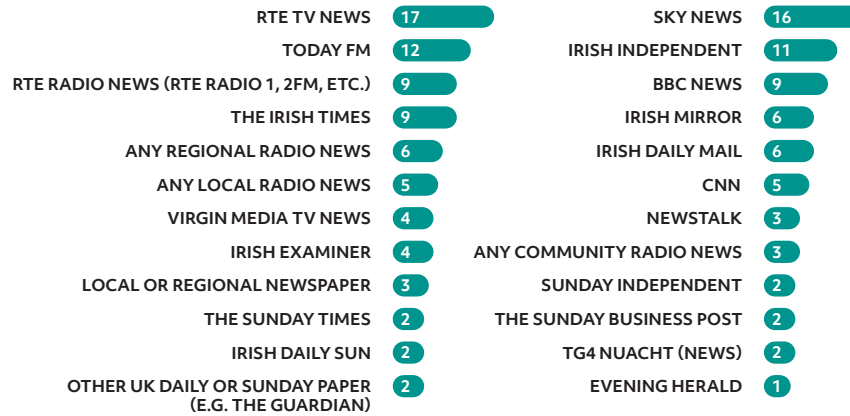 RTE TV NEWS 17
TODAY FM 12
RTE RADIO NEWS (RTE RADIO 1, 2FM, ETC.) 9
THE IRISH TIMES 9
ANY REGIONAL RADIO NEWS 6
ANY LOCAL RADIO NEWS 5
VIRGIN MEDIA TV NEWS 4
IRISH EXAMINER 4
LOCAL OR REGIONAL NEWSPAPER 3
THE SUNDAY TIMES 2
IRISH DAILY SUN 2
OTHER UK DAILY OR SUNDAY PAPER 2
(E.G. THE GUARDIAN)
SKY NEWS 16
IRISH INDEPENDENT 11
BBC NEWS 9
IRISH MIRROR 6
IRISH DAILY MAIL 6
CNN 5
NEWSTALK 3
ANY COMMUNITY RADIO NEWS 3
SUNDAY INDEPENDENT 2
THE SUNDAY BUSINESS POST 2
TG4 NUACHT (NEWS) 2
EVENING HERALD 1